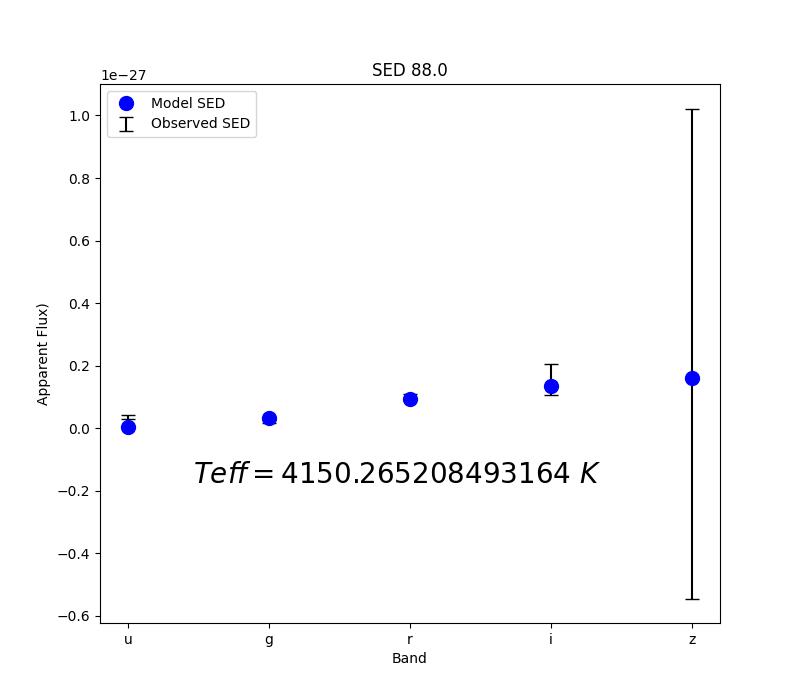 SED 88.0
1e−27
Model SED
Observed SED
1.0
0.8
0.6
0.4
0.2
0.0
−0.2
−0.4
−0.6
Apparent Flux)
Teff = 4150.265208493164 K
u g r i z
Band